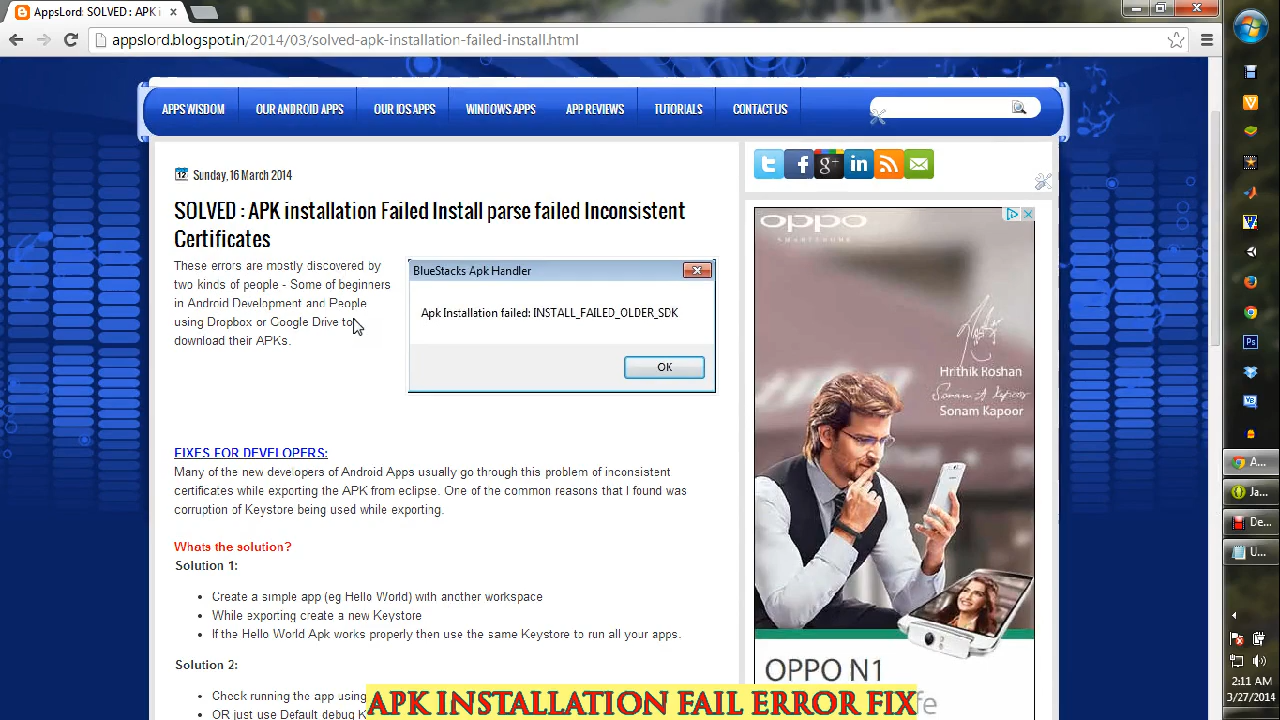 AppsLord: SOLVED : APK i
appslord.blogspot.in/2014/03/solved-apk-installation-failed-install.html
APPS WISDOM
OUR ANDROID APPS
OUR IOS APPS
WINDOWS APPS
APP REVIEWS
TUTORIALS
CONTACT US
12 Sunday, 16 March 2014
SOLVED : APK installation Failed Install parse failed Inconsistent
Certificates
These errors are mostly discovered by
two kinds of people - Some of beginners
in Android Development and People
using Dropbox or Google Drive to
download their APKs.
BlueStacks Apk Handler
Apk Installation failed: INSTALL_FAILED_OLDER_SDK
OK
FIXES FOR DEVELOPERS:
Many of the new developers of Android Apps usually go through this problem of inconsistent
certificates while exporting the APK from eclipse. One of the common reasons that I found was
corruption of Keystore being used while exporting.
Whats the solution?
Solution 1:
• Create a simple app (eg Hello World) with another workspace
• While exporting create a new Keystore
• If the Hello World Apk works properly then use the same Keystore to run all your apps.
Solution 2:
• Check running the app using
• OR just use Default debug K
APK INSTALLATION FAIL ERROR FIX
oppo
SMARTPHONE
Hrithik Roshan
Sonam Kapoor
OPPO N1
Ps
VB
A...
Ja...
De...
U...
2:11 AM
3/27/2014